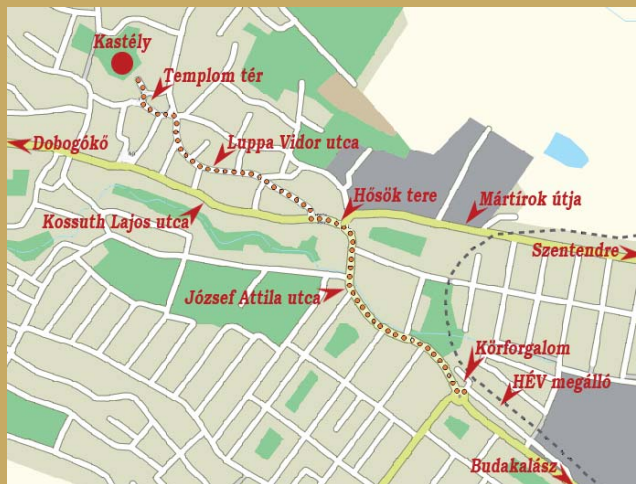 Kastély
Templom tér
Dobogókő
Luppa Vidor utca
Hősök tere
Mártírok útja
Kossuth Lajos utca
Szentendre
József Attila utca
Körforgalom
HÉV megálló
Budakalász